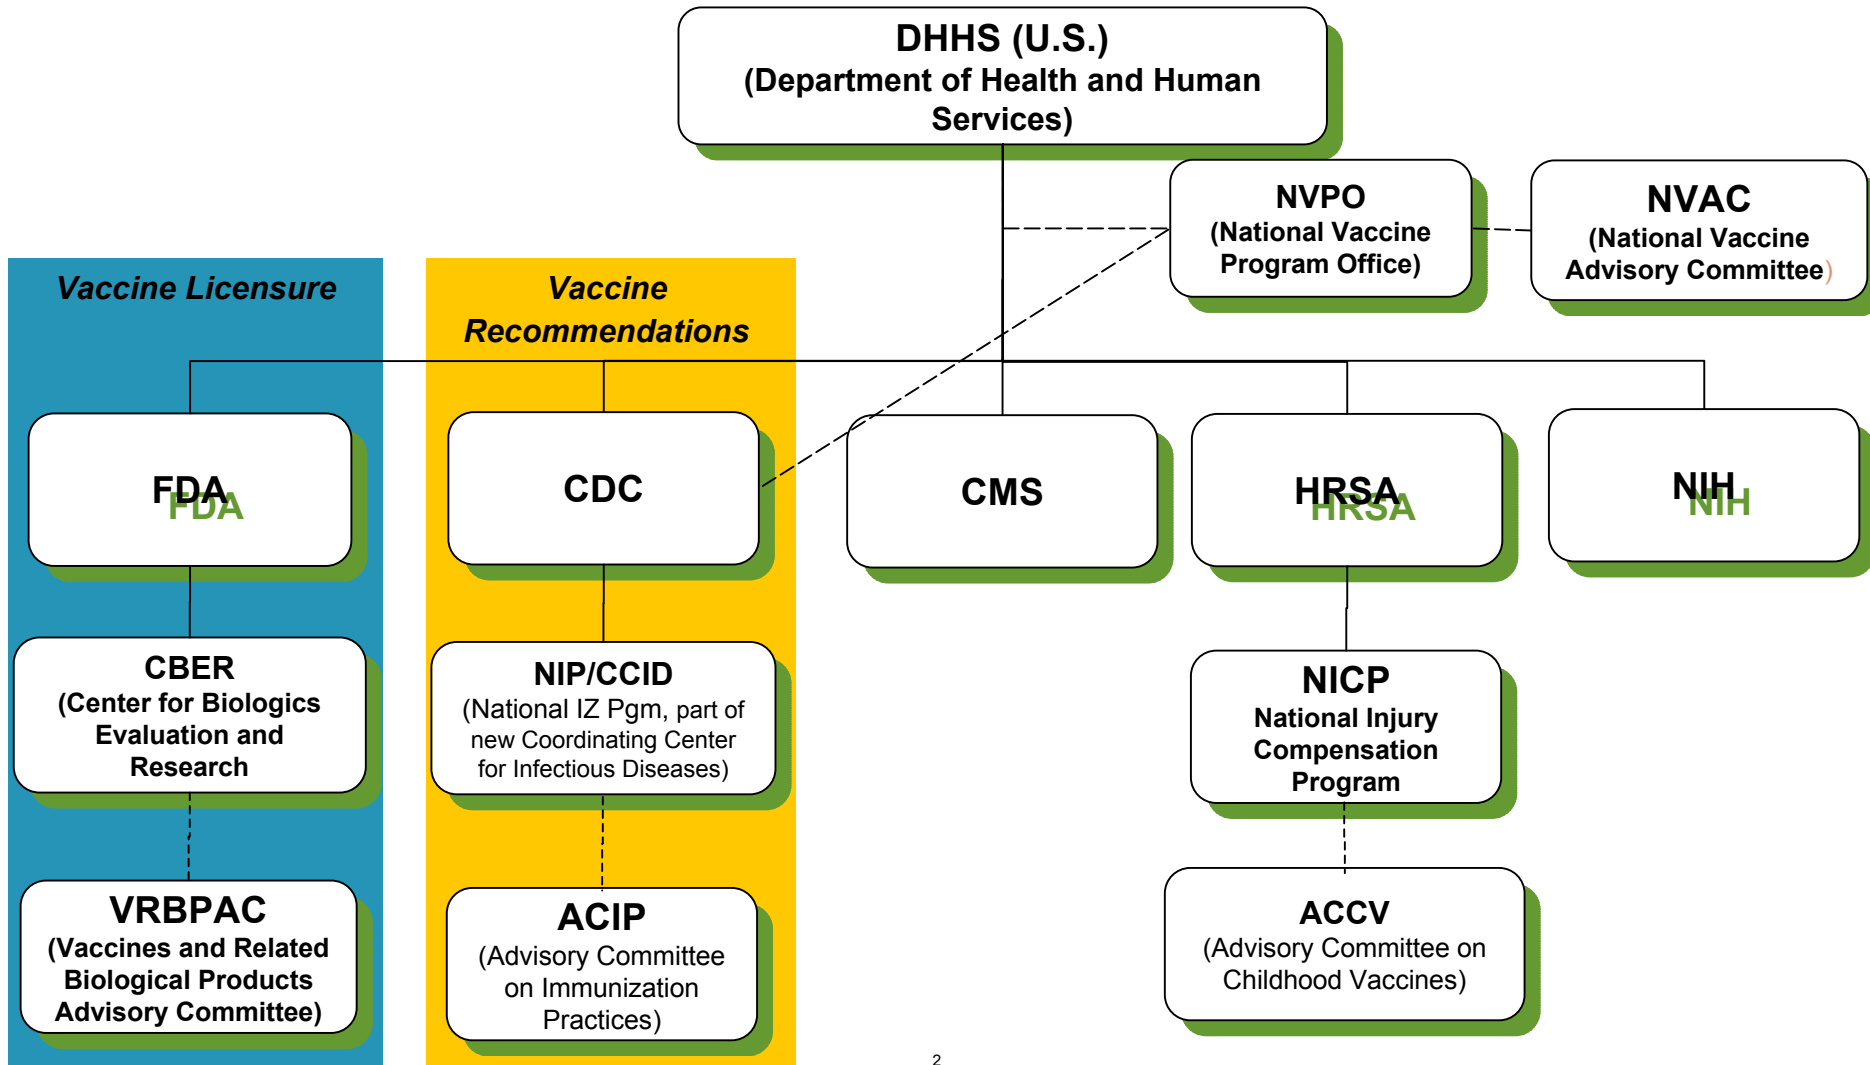 DHHS (U.S.)
(Department of Health and Human
Services)
NVPO
(National Vaccine
Program Office)
NVAC
(National Vaccine
Advisory Committee)
Vaccine Licensure
Vaccine
Recommendations
FDA
FDA
CDC
CMS
HRSA
HRSA
NIH
NIH
CBER
(Center for Biologics
Evaluation and
Research
NIP/CCID
(National IZ Pgm, part of
new Coordinating Center
for Infectious Diseases)
NICP
National Injury
Compensation
Program
VRBPAC
(Vaccines and Related
Biological Products
Advisory Committee)
ACIP
(Advisory Committee
on Immunization
Practices)
ACCV
(Advisory Committee on
Childhood Vaccines)
2